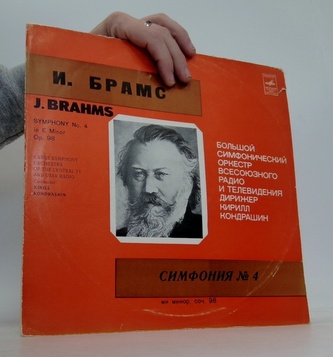 И. БРАМС
J. BRAHMS
SYMPHONY No. 4
in E Minor
Op. 98
БОЛЬШОЙ
СИМФОНИЧЕСКИЙ
ОРКЕСТР
ВСЕСОЮЗНОГО
РАДИО
И ТЕЛЕВИДЕНИЯ
ДИРИЖЕР
КИРИЛЛ
КОНДРАШИН
СИМФОНИЯ № 4
ми минор, соч. 98